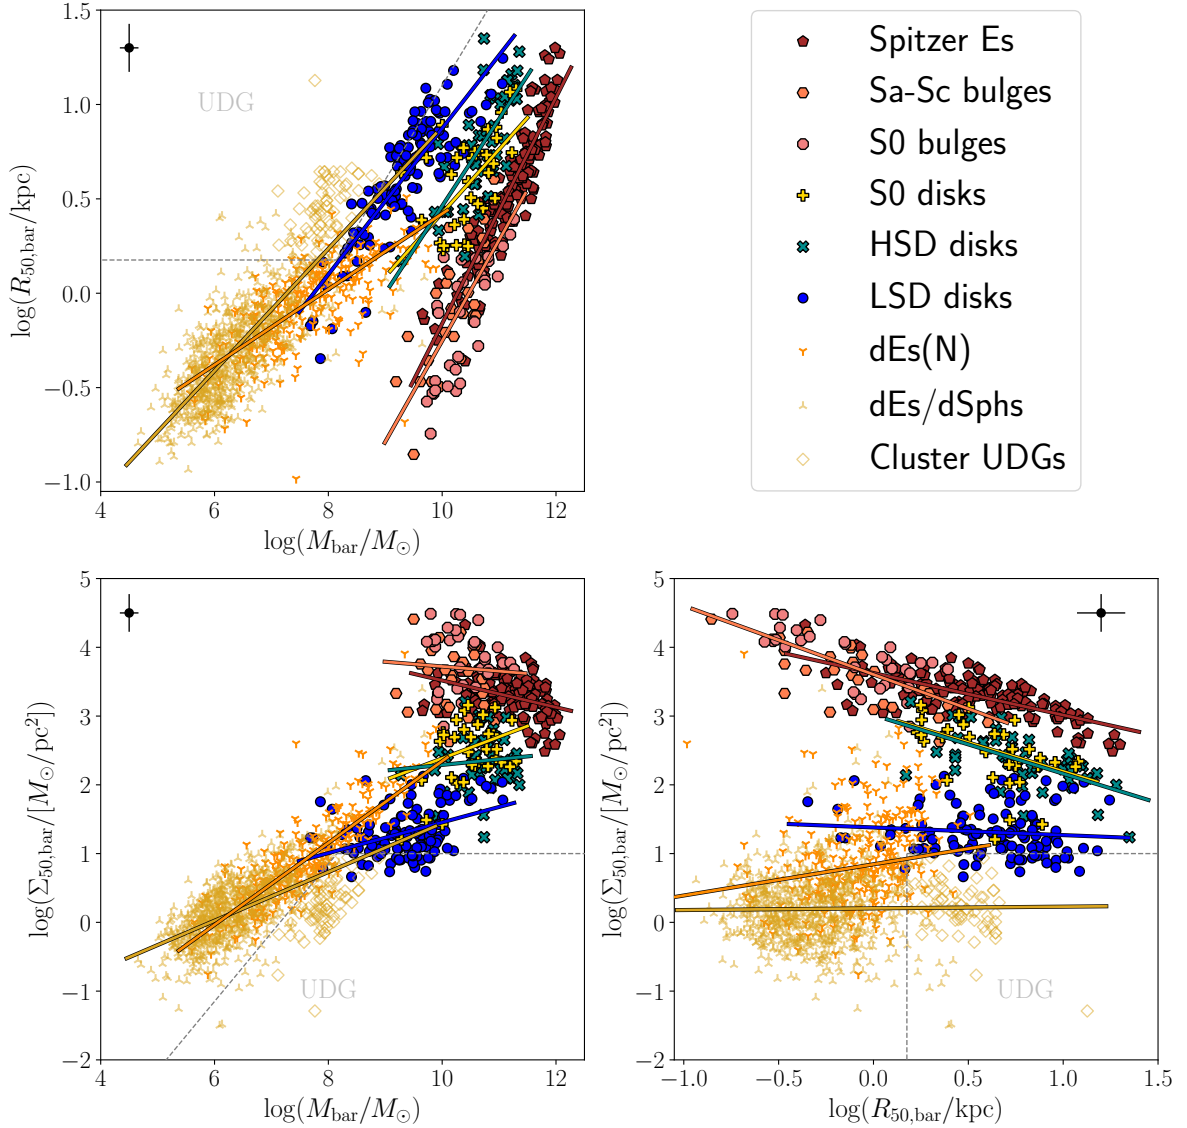 1.5
1.0
0.5
0.0
−0.5
−1.0
log(R50,bar/kpc)
UDG
4
6
8
10
12
log(Mbar/M⊙)
Spitzer Es
Sa-Sc bulges
S0 bulges
S0 disks
HSD disks
LSD disks
dEs(N)
dEs/dSphs
Cluster UDGs
5
4
3
2
1
0
−1
−2
log(Σ50,bar/[M⊙/pc²])
UDG
4
6
8
10
12
log(Mbar/M⊙)
5
4
3
2
1
0
−1
−2
log(Σ50,bar/[M⊙/pc²])
UDG
−1.0
−0.5
0.0
0.5
1.0
1.5
log(R50,bar/kpc)